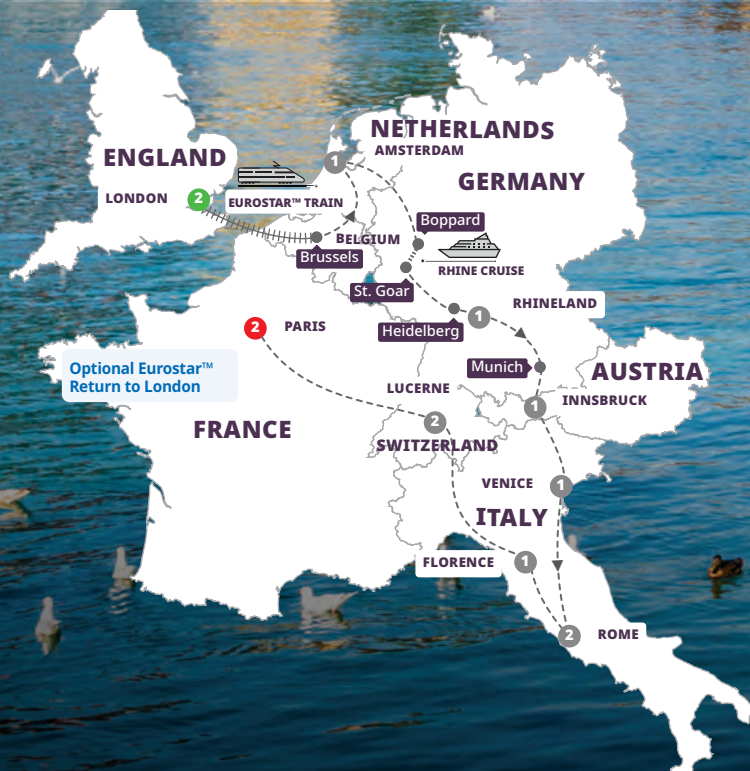 NETHERLANDS
AMSTERDAM
1
ENGLAND
GERMANY
LONDON
2
EUROSTAR™ TRAIN
Boppard
BELGIUM
Brussels
RHINE CRUISE
St. Goar
RHINELAND
1
Heidelberg
2
PARIS
Optional Eurostar™
Return to London
Munich
AUSTRIA
LUCERNE
INNSBRUCK
1
2
FRANCE
SWITZERLAND
VENICE
1
ITALY
FLORENCE
1
2
ROME